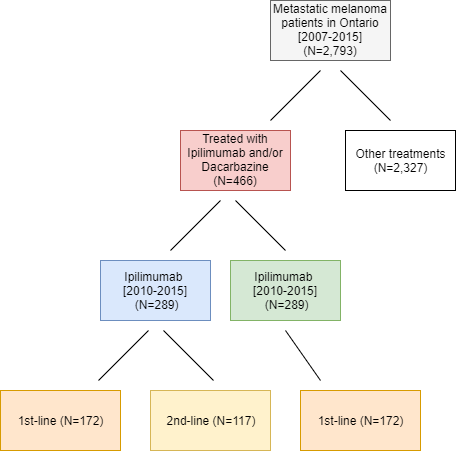 Metastatic melanoma
patients in Ontario
[2007-2015]
(N=2,793)
Treated with
Ipilimumab and/or
Dacarbazine
(N=466)
Other treatments
(N=2,327)
Ipilimumab
[2010-2015]
(N=289)
Ipilimumab
[2010-2015]
(N=289)
1st-line (N=172)
2nd-line (N=117)
1st-line (N=172)